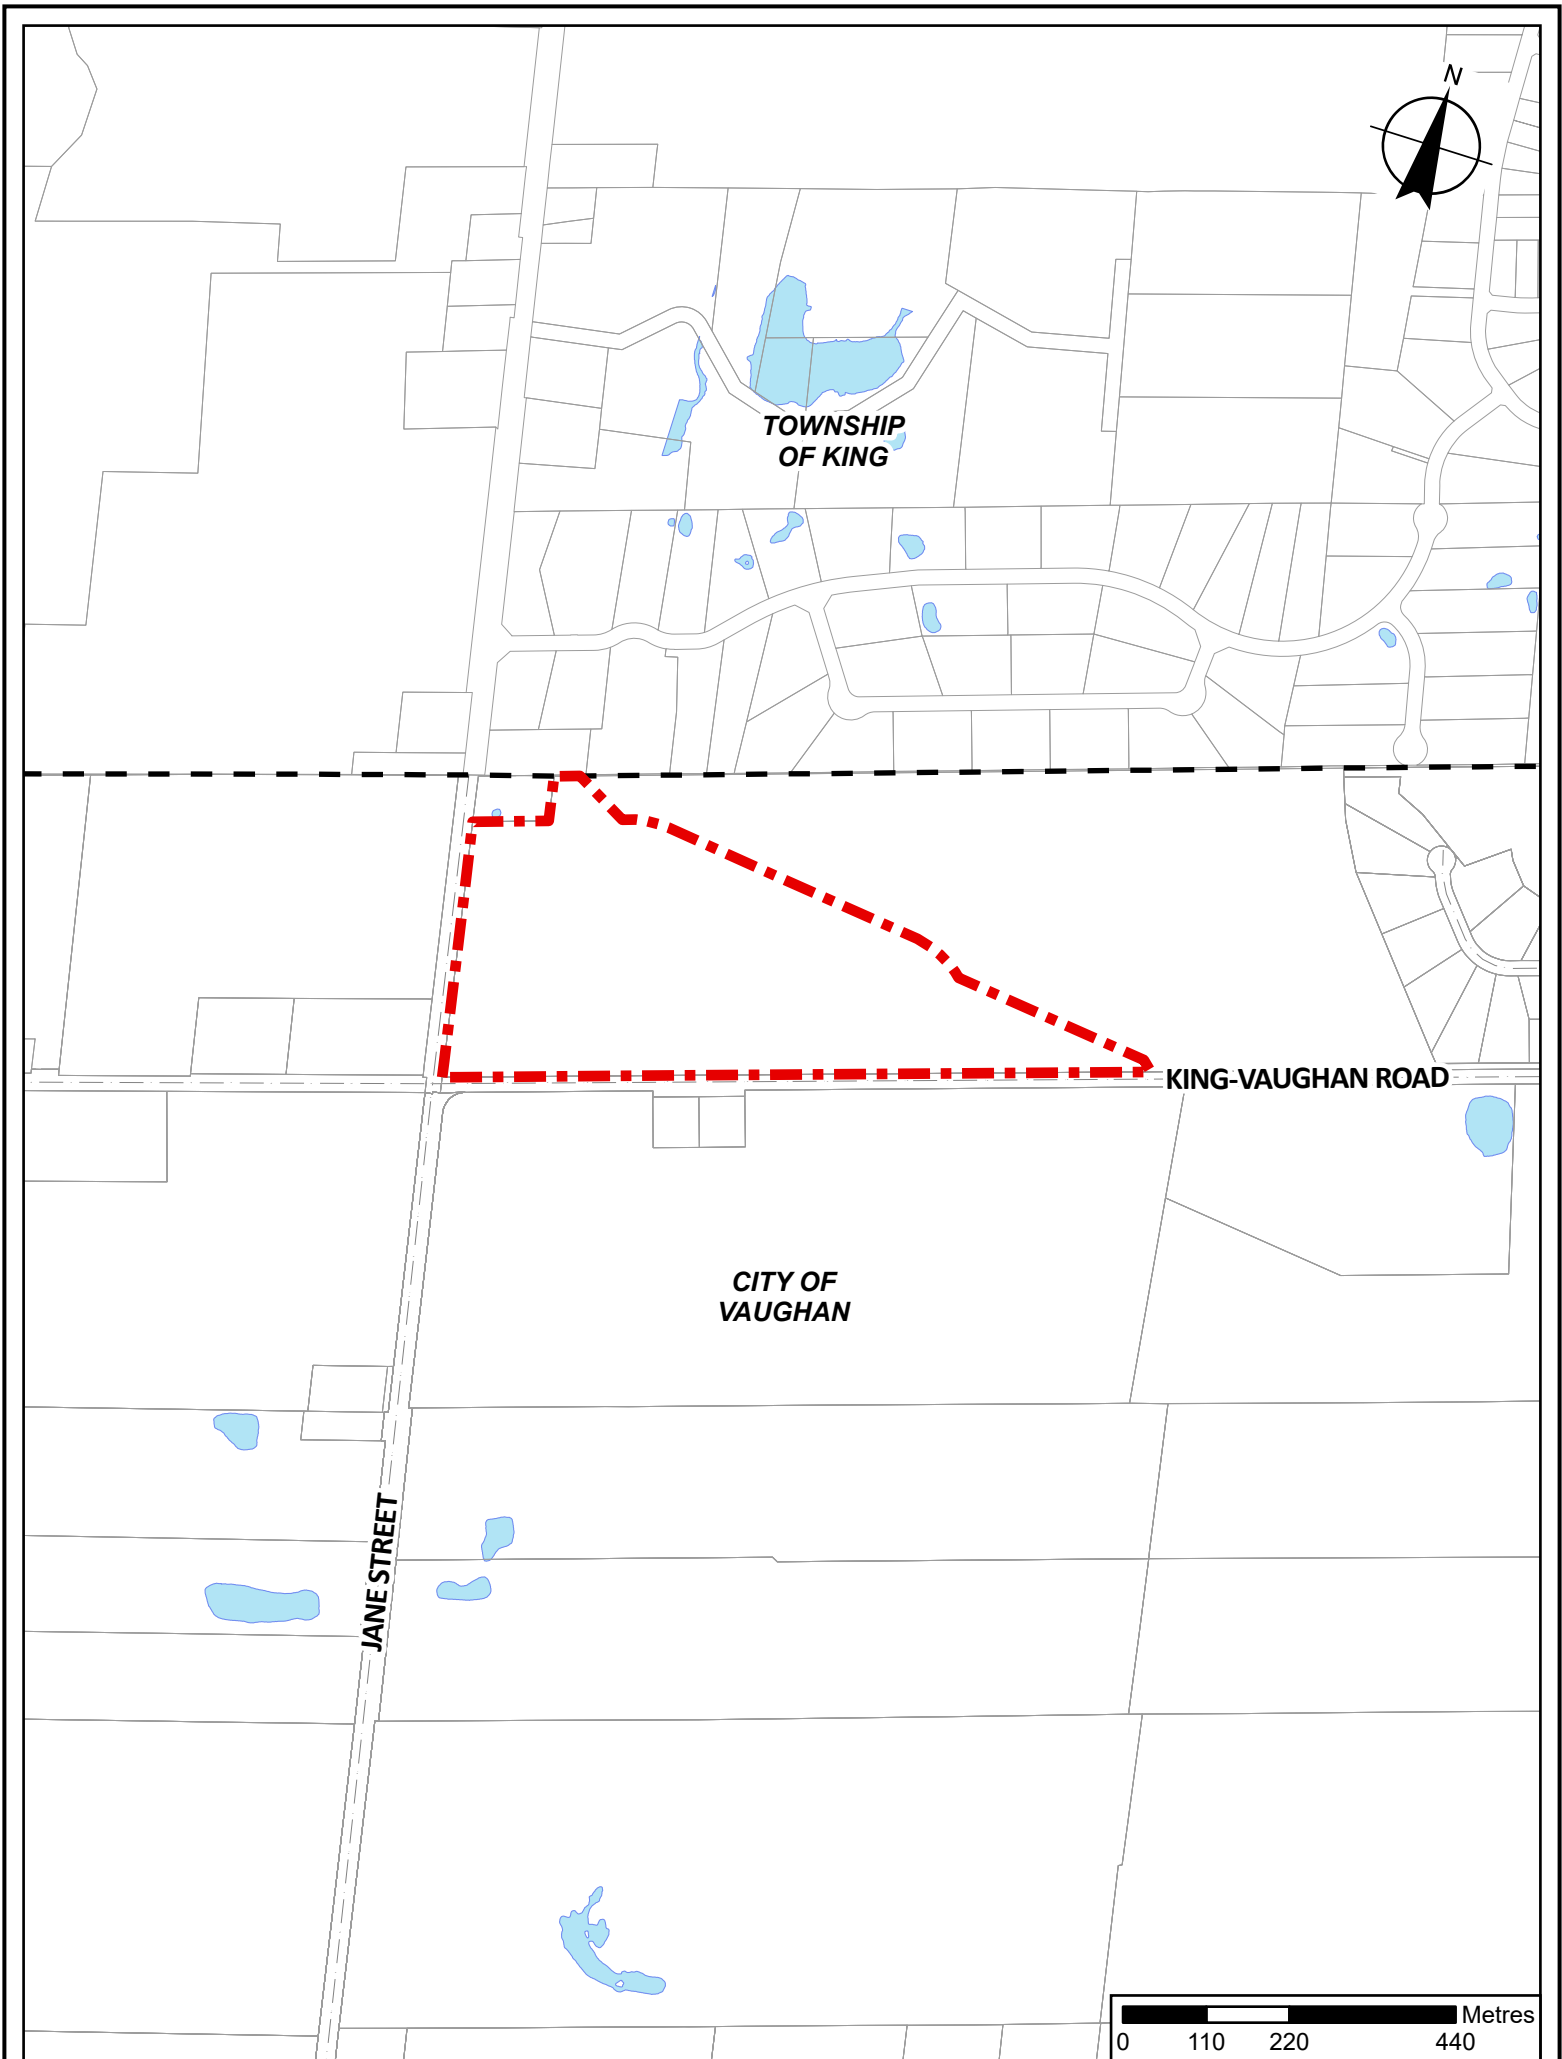 N
TOWNSHIP
OF KING
KING-VAUGHAN ROAD
CITY OF
VAUGHAN
JANE STREET
Metres
0 110 220 440